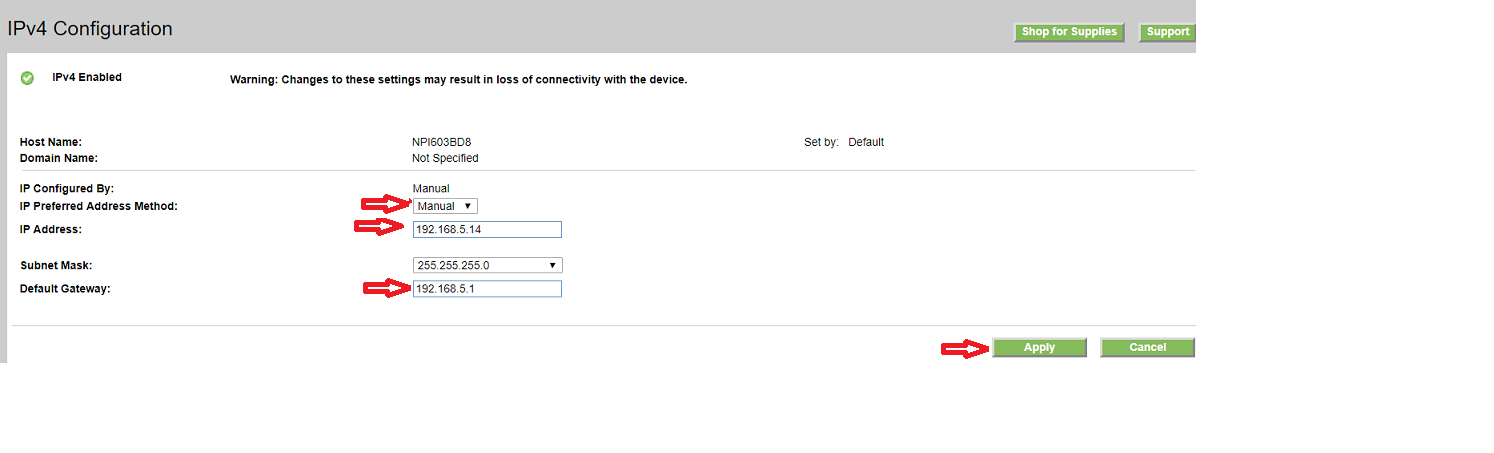 IPv4 Configuration
Shop for Supplies
Support
IPv4 Enabled
Warning: Changes to these settings may result in loss of connectivity with the device.
Host Name: NPI603BD8 Set by: Default
Domain Name: Not Specified
IP Configured By: Manual
IP Preferred Address Method: Manual
IP Address: 192.168.5.14
Subnet Mask: 255.255.255.0
Default Gateway: 192.168.5.1
Apply
Cancel